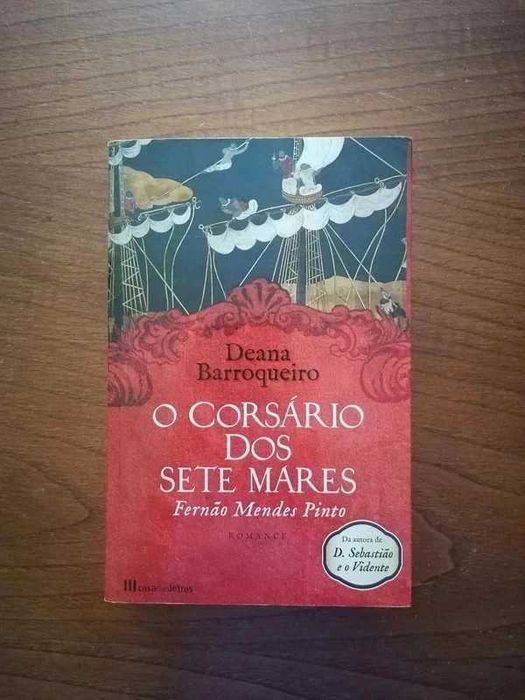 Deana
Barroqueiro
O CORSÁRIO
DOS
SETE MARES
Fernão Mendes Pinto
ROMANCE
Da autora de
D. Sebastião
e o Vidente
casadasletras